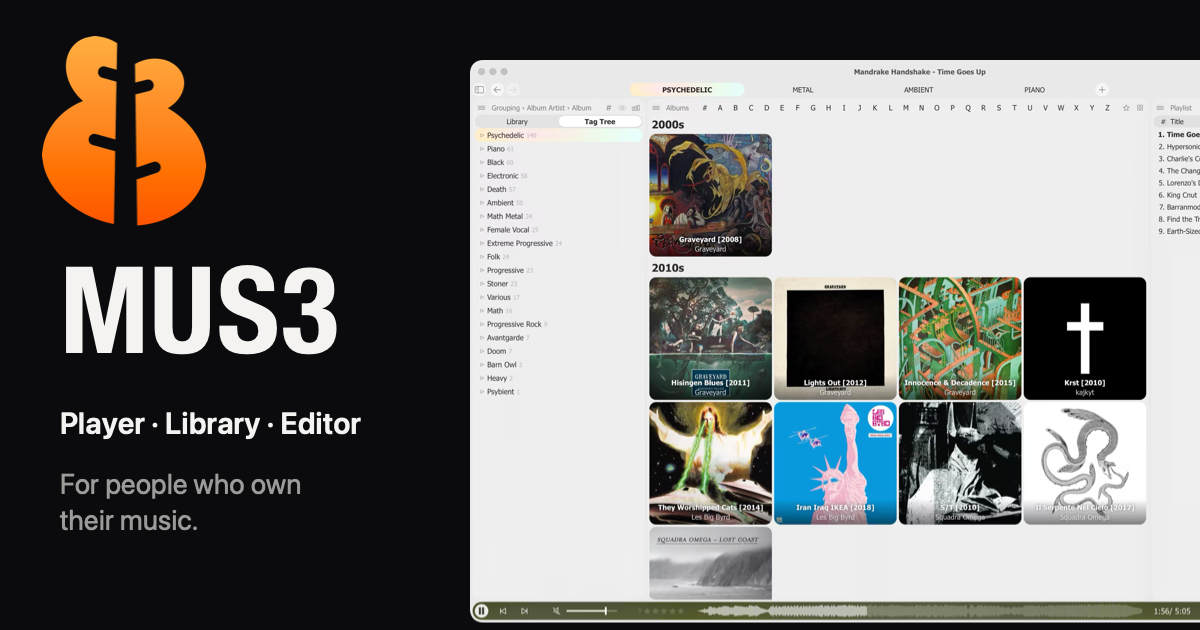 MUS3
Player · Library · Editor
For people who own
their music.
Mandrake Handshake - Time Goes Up
PSYCHEDELIC METAL AMBIENT PIANO
Grouping › Album Artist › Album #
Library Tag Tree
Psychedelic 140
Piano 61
Black 60
Electronic 58
Death 57
Ambient 50
Math Metal 34
Female Vocal 25
Extreme Progressive 24
Folk 24
Progressive 23
Stoner 23
Various 17
Math 16
Progressive Rock 8
Avantgarde 7
Doom 7
Barn Owl 2
Heavy 2
Psybient 1
Albums # A B C D E F G H I J K L M N O P Q R S T U V W X Y Z
2000s
Graveyard [2008]
Graveyard
2010s
GRAVEYARD
Hisingen Blues [2011]
Graveyard
GRAVEYARD
Lights Out [2012]
Graveyard
Innocence & Decadence [2015]
Graveyard
Krst [2010]
kajkyt
They Worshipped Cats [2014]
Les Big Byrd
LES BIG BYRD
Iran Iraq IKEA [2018]
Les Big Byrd
S/T [2010]
Squadra Omega
Il Serpente Nel Cielo [2017]
Squadra Omega
SQUADRA OMEGA - LOST COAST
Playlist
# Title
1. Time Goe
2. Hypersonic
3. Charlie's C
4. The Chang
5. Lorenzo's D
6. King Cnut
7. Barranmod
8. Find the Tr
9. Earth-Sized
1:56/ 5:05